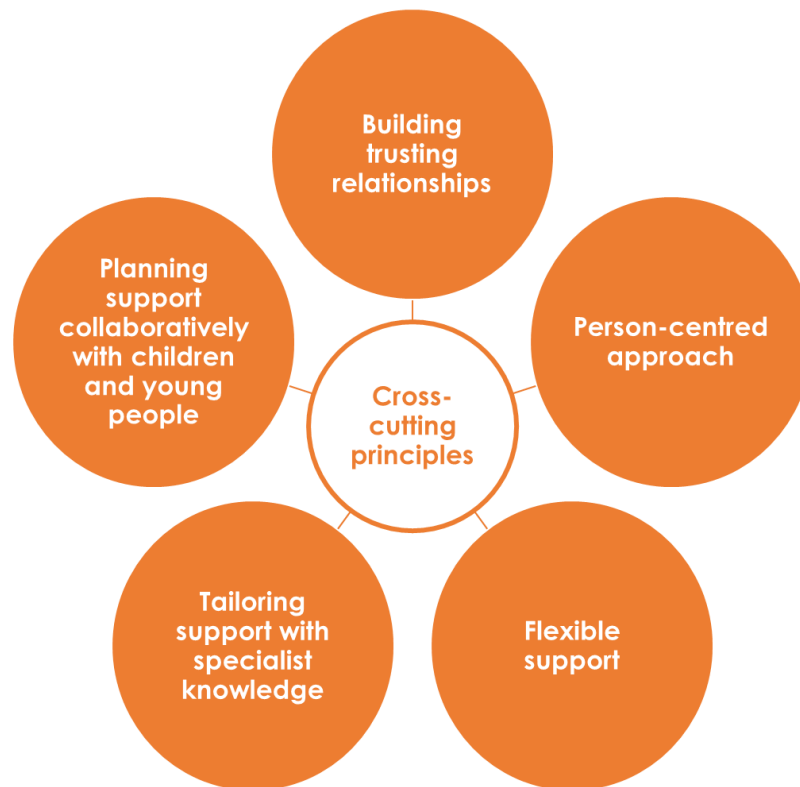 Building
trusting
relationships
Person-centred
approach
Flexible
support
Tailoring
support with
specialist
knowledge
Planning
support
collaboratively
with children
and young
people
Cross-
cutting
principles